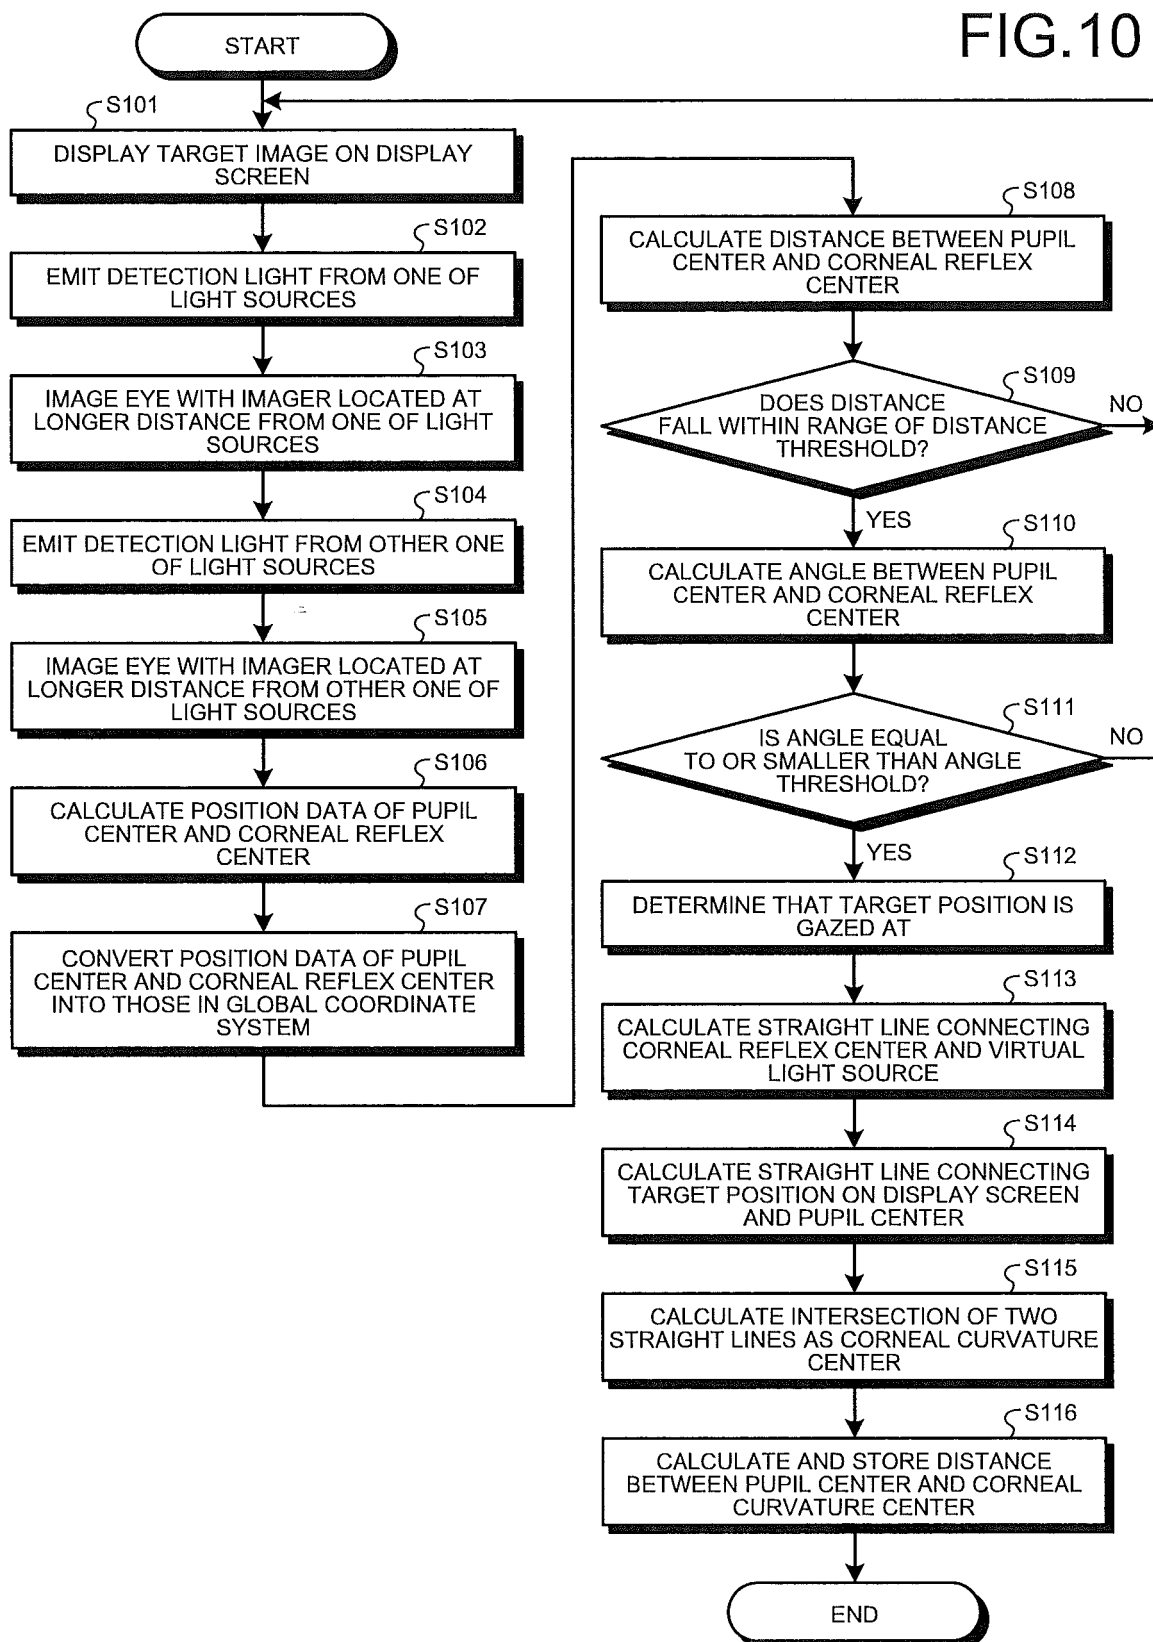 FIG.10
START
S101
DISPLAY TARGET IMAGE ON DISPLAY
SCREEN
S102
EMIT DETECTION LIGHT FROM ONE OF
LIGHT SOURCES
S103
IMAGE EYE WITH IMAGER LOCATED AT
LONGER DISTANCE FROM ONE OF LIGHT
SOURCES
S104
EMIT DETECTION LIGHT FROM OTHER ONE
OF LIGHT SOURCES
S105
IMAGE EYE WITH IMAGER LOCATED AT
LONGER DISTANCE FROM OTHER ONE OF
LIGHT SOURCES
S106
CALCULATE POSITION DATA OF PUPIL
CENTER AND CORNEAL REFLEX
CENTER
S107
CONVERT POSITION DATA OF PUPIL
CENTER AND CORNEAL REFLEX CENTER
INTO THOSE IN GLOBAL COORDINATE
SYSTEM
S108
CALCULATE DISTANCE BETWEEN PUPIL
CENTER AND CORNEAL REFLEX
CENTER
S109
DOES DISTANCE
FALL WITHIN RANGE OF DISTANCE
THRESHOLD?
NO
YES
S110
CALCULATE ANGLE BETWEEN PUPIL
CENTER AND CORNEAL REFLEX
CENTER
S111
IS ANGLE EQUAL
TO OR SMALLER THAN ANGLE
THRESHOLD?
NO
YES
S112
DETERMINE THAT TARGET POSITION IS
GAZED AT
S113
CALCULATE STRAIGHT LINE CONNECTING
CORNEAL REFLEX CENTER AND VIRTUAL
LIGHT SOURCE
S114
CALCULATE STRAIGHT LINE CONNECTING
TARGET POSITION ON DISPLAY SCREEN
AND PUPIL CENTER
S115
CALCULATE INTERSECTION OF TWO
STRAIGHT LINES AS CORNEAL CURVATURE
CENTER
S116
CALCULATE AND STORE DISTANCE
BETWEEN PUPIL CENTER AND CORNEAL
CURVATURE CENTER
END